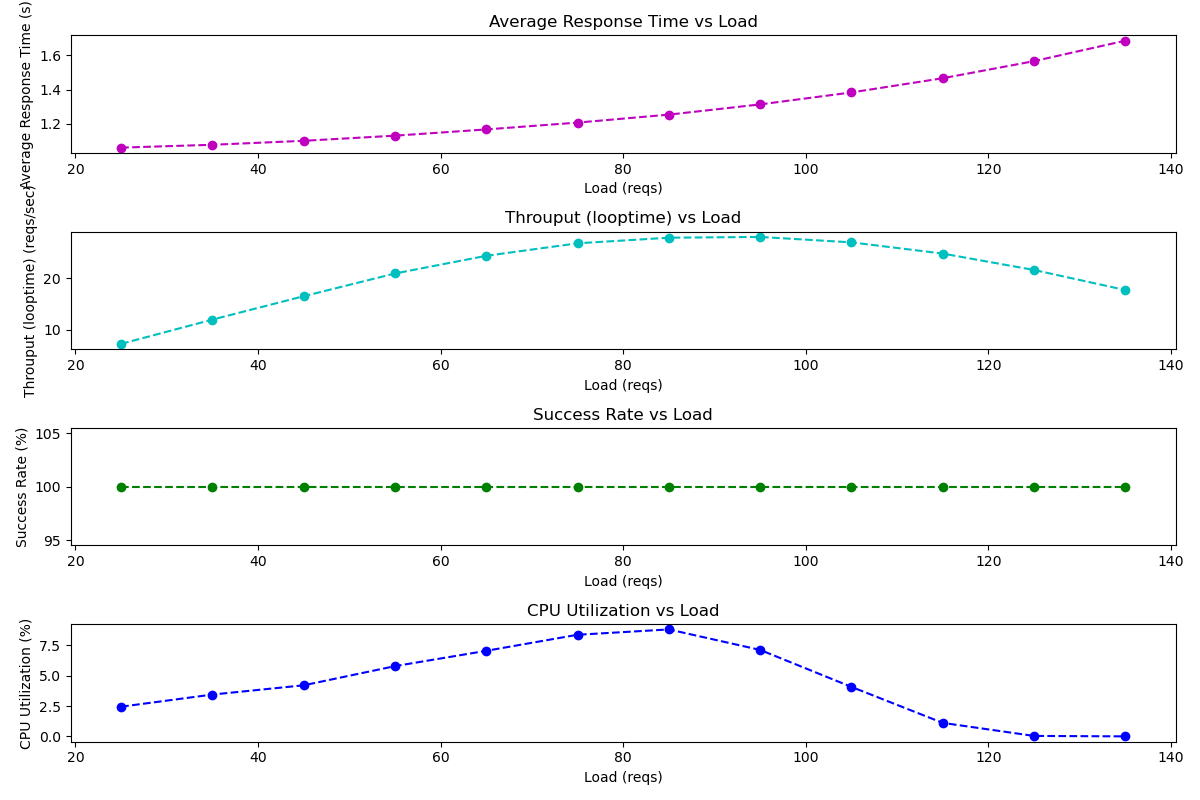 Average Response Time vs Load
Average Response Time (s)
1.6
1.4
1.2
20 40 60 80 100 120 140
Load (reqs)
Throuput (looptime) vs Load
Throuput (looptime) (reqs/sec)
20
10
20 40 60 80 100 120 140
Load (reqs)
Success Rate vs Load
Success Rate (%)
105
100
95
20 40 60 80 100 120 140
Load (reqs)
CPU Utilization vs Load
CPU Utilization (%)
7.5
5.0
2.5
0.0
20 40 60 80 100 120 140
Load (reqs)